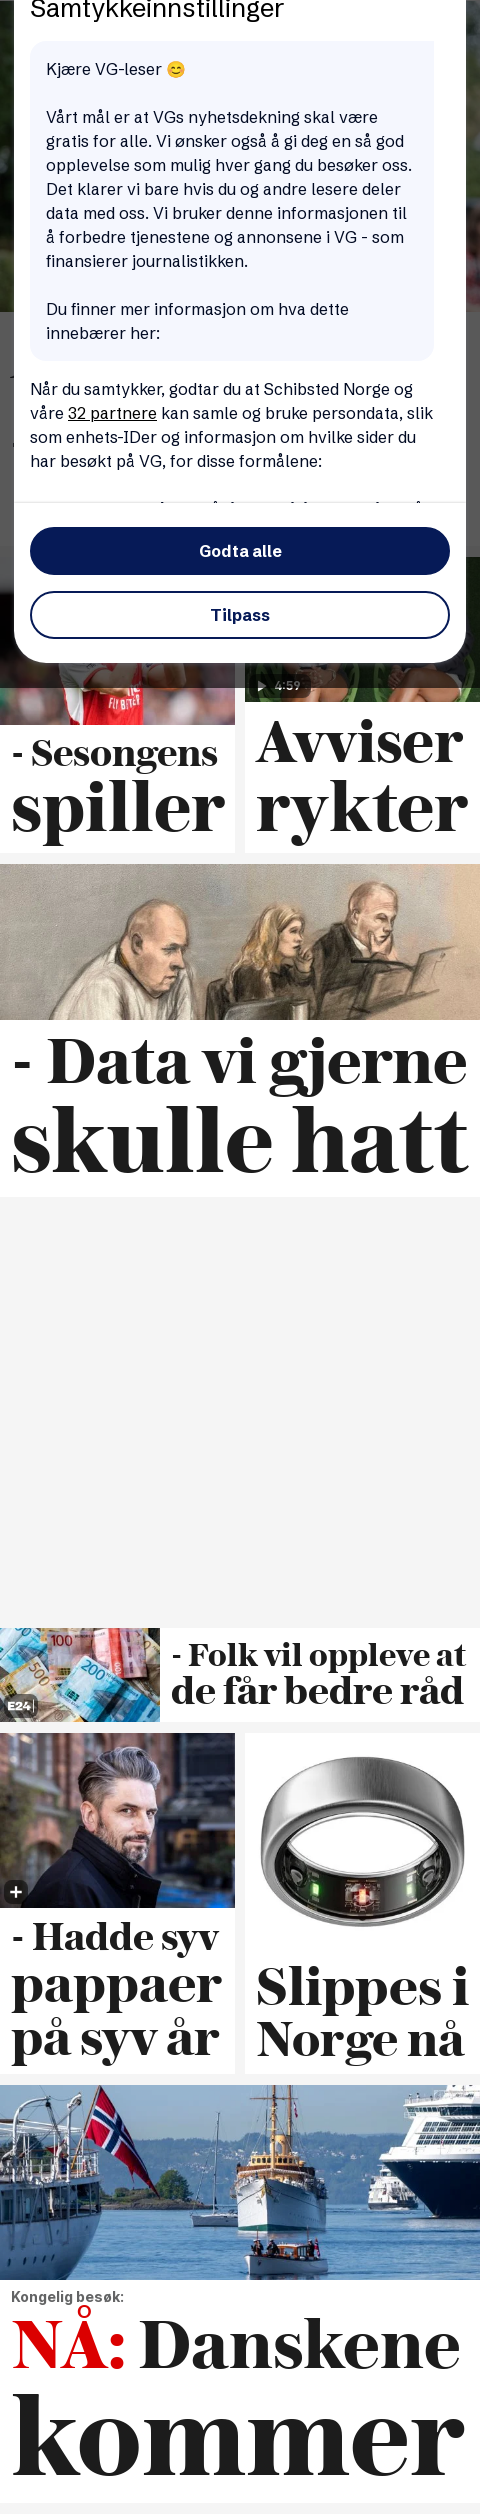 Samtykkeinnstillinger
Kjære VG-leser 😊
Vårt mål er at VGs nyhetsdekning skal være
gratis for alle. Vi ønsker også å gi deg en så god
opplevelse som mulig hver gang du besøker oss.
Det klarer vi bare hvis du og andre lesere deler
data med oss. Vi bruker denne informasjonen til
å forbedre tjenestene og annonsene i VG - som
finansierer journalistikken.
Du finner mer informasjon om hva dette
innebærer her:
Når du samtykker, godtar du at Schibsted Norge og
våre 32 partnere kan samle og bruke persondata, slik
som enhets-IDer og informasjon om hvilke sider du
har besøkt på VG, for disse formålene:
Godta alle
Tilpass
4:59
- Sesongens
spiller
Avviser
rykter
- Data vi gjerne
skulle hatt
100
200
500
E24
- Folk vil oppleve at
de får bedre råd
- Hadde syv
pappaer
på syv år
Slippes i
Norge nå
Kongelig besøk:
NÅ: Danskene
kommer